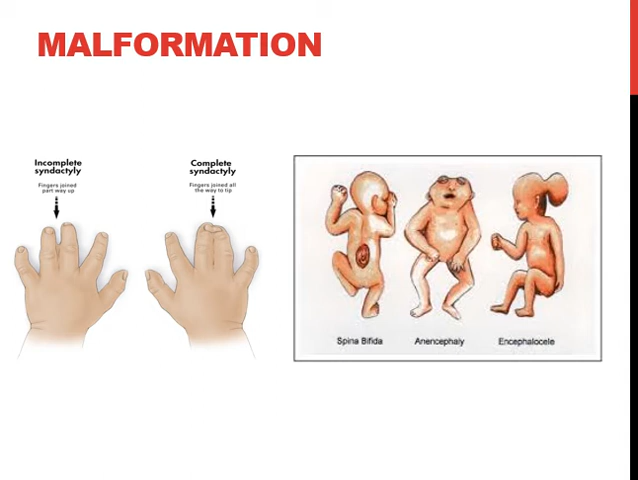 MALFORMATION
Incomplete
syndactyly
Fingers joined
part way up
Complete
syndactyly
Fingers joined all
the way to tip
Spina Bifida
Anencephaly
Encephalocele